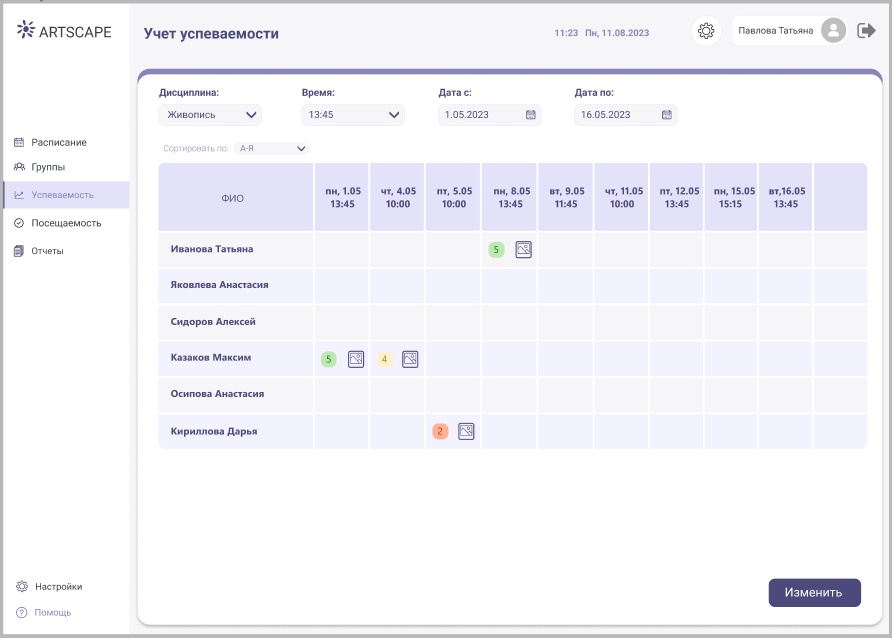 ARTSCAPE
Учет успеваемости
11:23 Пн, 11.08.2023
Павлова Татьяна
Расписание
Группы
Успеваемость
Посещаемость
Отчеты
Настройки
Помощь
Дисциплина: Время: Дата с: Дата по:
Живопись 13:45 1.05.2023 16.05.2023
Сортировать по: А-Я
ФИО
пн, 1.05 чт, 4.05 пт, 5.05 пн, 8.05 вт, 9.05 чт, 11.05 пт, 12.05 пн, 15.05 вт,16.05
13:45 10:00 10:00 13:45 11:45 10:00 13:45 15:15 13:45
Иванова Татьяна 5
Яковлева Анастасия
Сидоров Алексей
Казаков Максим 5 4
Осипова Анастасия
Кириллова Дарья 2
Изменить